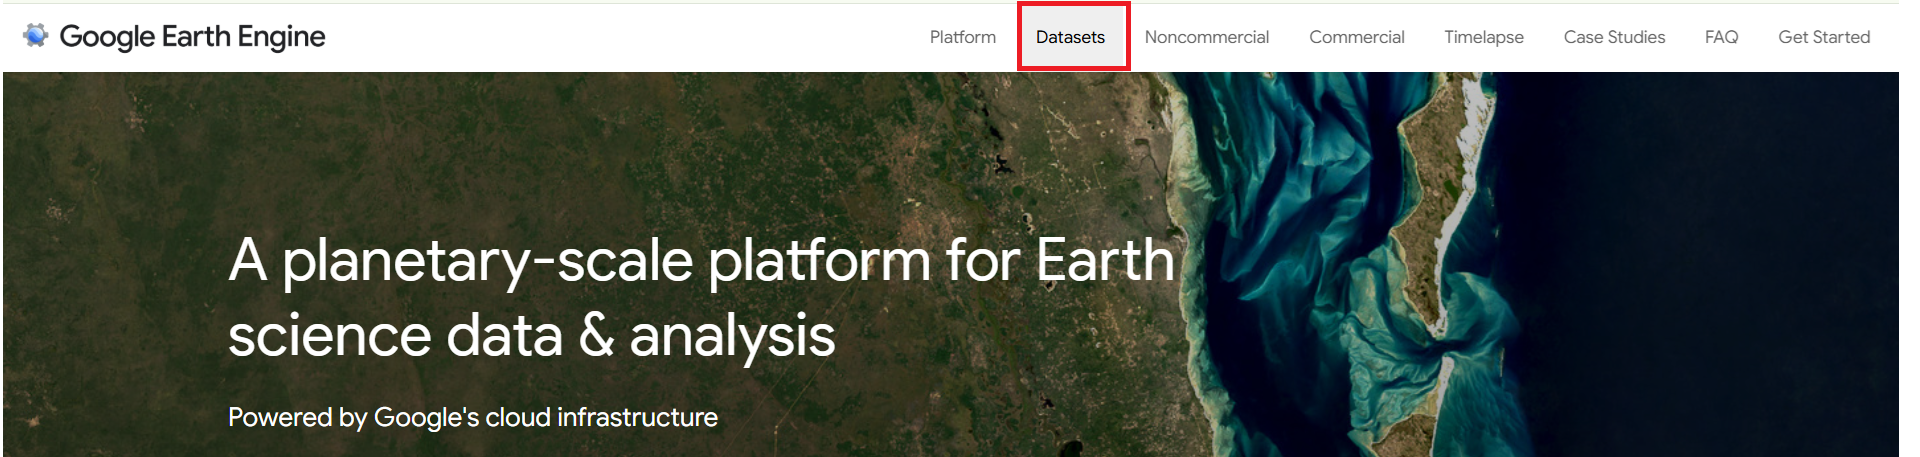 Google Earth Engine
Platform Datasets Noncommercial Commercial Timelapse Case Studies FAQ Get Started
A planetary-scale platform for Earth
science data & analysis
Powered by Google's cloud infrastructure